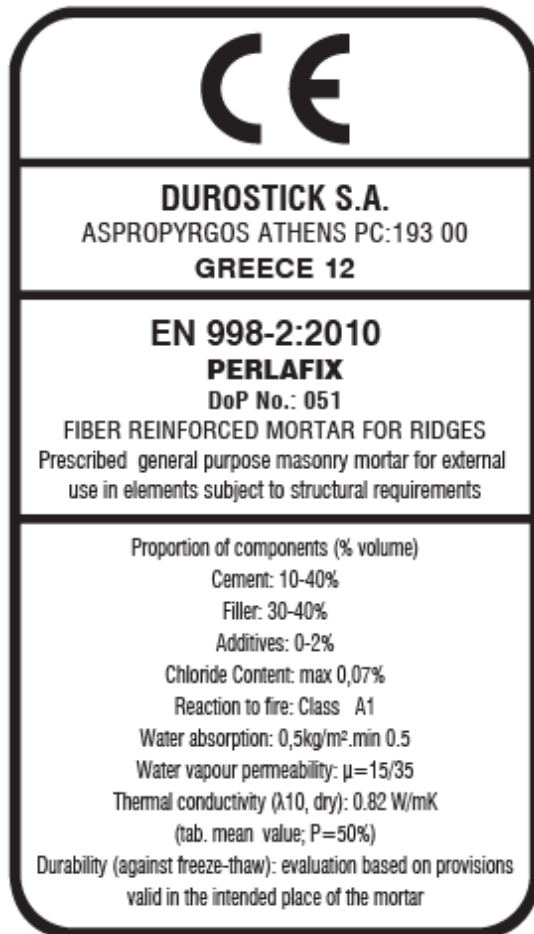 CE
DUROSTICK S.A.
ASPROPYRGOS ATHENS PC:193 00
GREECE 12
EN 998-2:2010
PERLAFIX
DoP No.: 051
FIBER REINFORCED MORTAR FOR RIDGES
Prescribed general purpose masonry mortar for external
use in elements subject to structural requirements
Proportion of components (% volume)
Cement: 10-40%
Filler: 30-40%
Additives: 0-2%
Chloride Content: max 0,07%
Reaction to fire: Class A1
Water absorption: 0,5kg/m².min 0.5
Water vapour permeability: μ=15/35
Thermal conductivity (λ10, dry): 0.82 W/mK
(tab. mean value; P=50%)
Durability (against freeze-thaw): evaluation based on provisions
valid in the intended place of the mortar